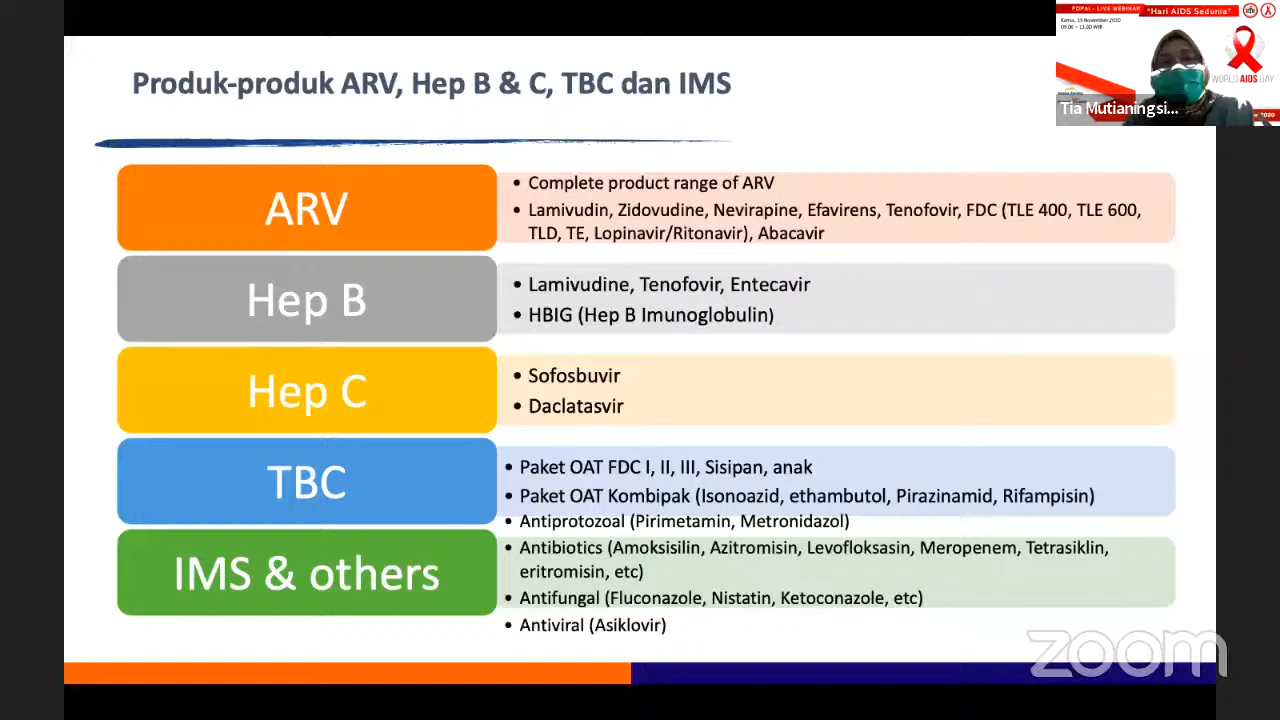 PDPAI - LIVE WEBINAR
"Hari AIDS Sedunia"
Kamis, 19 November 2020
09.00 - 13.00 WIB
WORLD AIDS DAY
Tia Mutianingsi...
2020
Produk-produk ARV, Hep B & C, TBC dan IMS
ARV
• Complete product range of ARV
• Lamivudin, Zidovudine, Nevirapine, Efavirens, Tenofovir, FDC (TLE 400, TLE 600,
TLD, TE, Lopinavir/Ritonavir), Abacavir
Hep B
• Lamivudine, Tenofovir, Entecavir
• HBIG (Hep B Imunoglobulin)
Hep C
• Sofosbuvir
• Daclatasvir
TBC
• Paket OAT FDC I, II, III, Sisipan, anak
• Paket OAT Kombipak (Isonoazid, ethambutol, Pirazinamid, Rifampisin)
IMS & others
• Antiprotozoal (Pirimetamin, Metronidazol)
• Antibiotics (Amoksisilin, Azitromisin, Levofloksasin, Meropenem, Tetrasiklin,
eritromisin, etc)
• Antifungal (Fluconazole, Nistatin, Ketoconazole, etc)
• Antiviral (Asiklovir)
zoom